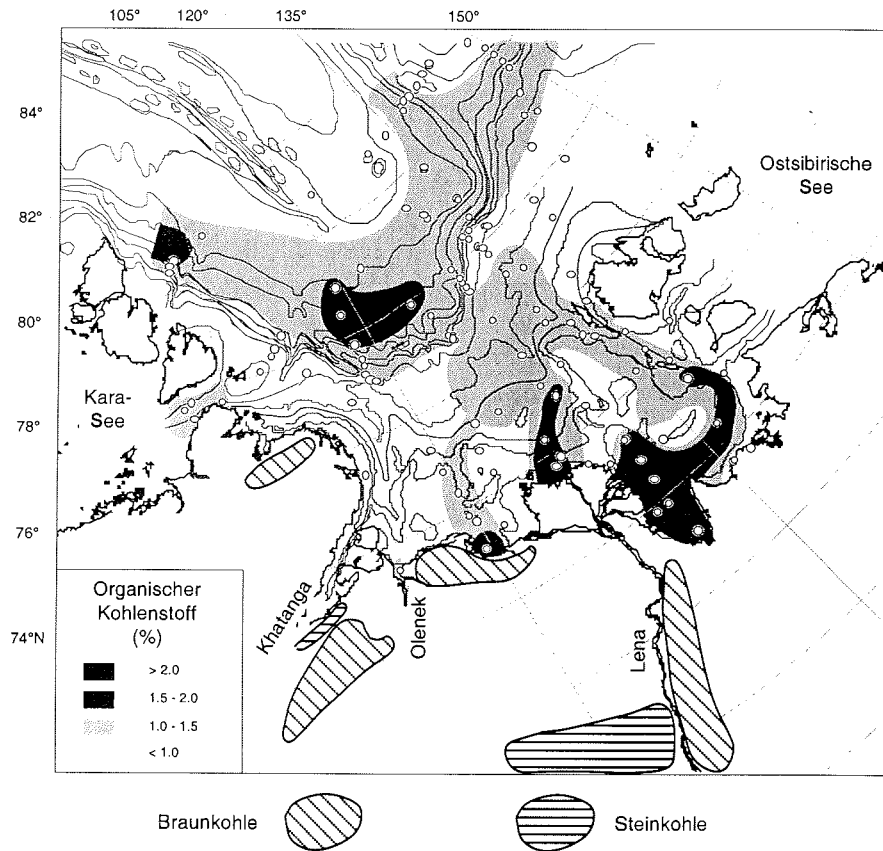 105° 120° 135° 150°
84°
82°
80°
78°
76°
74°N
Ostsibirische
See
Kara-
See
Khatanga
Olenek
Lena
Organischer
Kohlenstoff
(%)
> 2.0
1.5 - 2.0
1.0 - 1.5
< 1.0
Braunkohle
Steinkohle